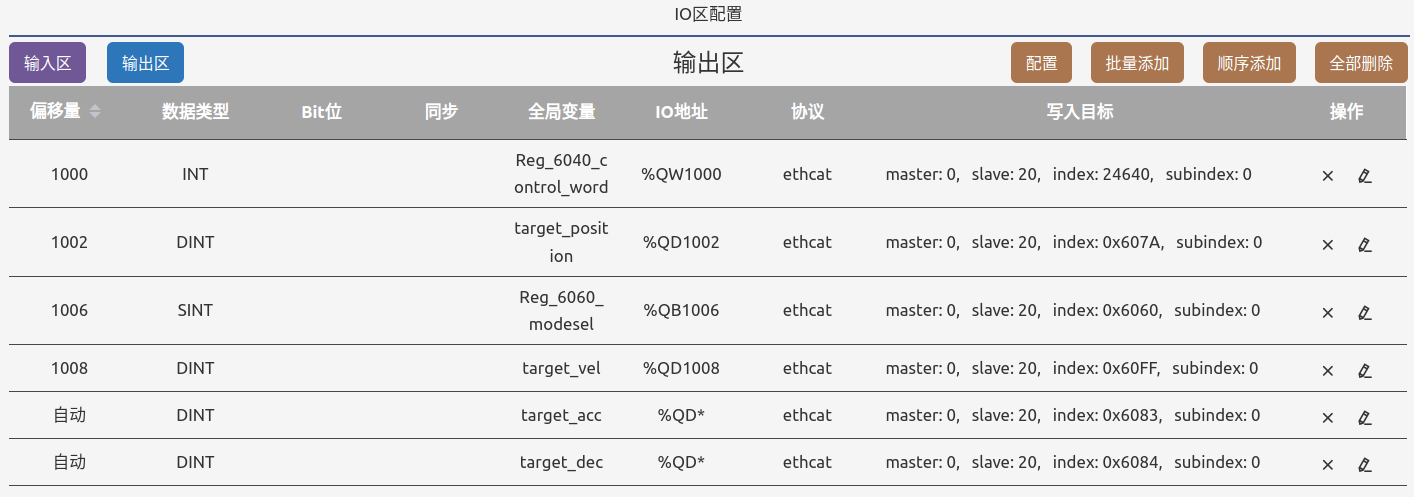 IO区配置
输入区 输出区 输出区 配置 批量添加 顺序添加 全部删除
偏移量 数据类型 Bit位 同步 全局变量 IO地址 协议 写入目标 操作
1000 INT Reg_6040_c
ontrol_word %QW1000 ethcat master: 0, slave: 20, index: 24640, subindex: 0
1002 DINT target_posit
ion %QD1002 ethcat master: 0, slave: 20, index: 0x607A, subindex: 0
1006 SINT Reg_6060_
modesel %QB1006 ethcat master: 0, slave: 20, index: 0x6060, subindex: 0
1008 DINT target_vel %QD1008 ethcat master: 0, slave: 20, index: 0x60FF, subindex: 0
自动 DINT target_acc %QD* ethcat master: 0, slave: 20, index: 0x6083, subindex: 0
自动 DINT target_dec %QD* ethcat master: 0, slave: 20, index: 0x6084, subindex: 0